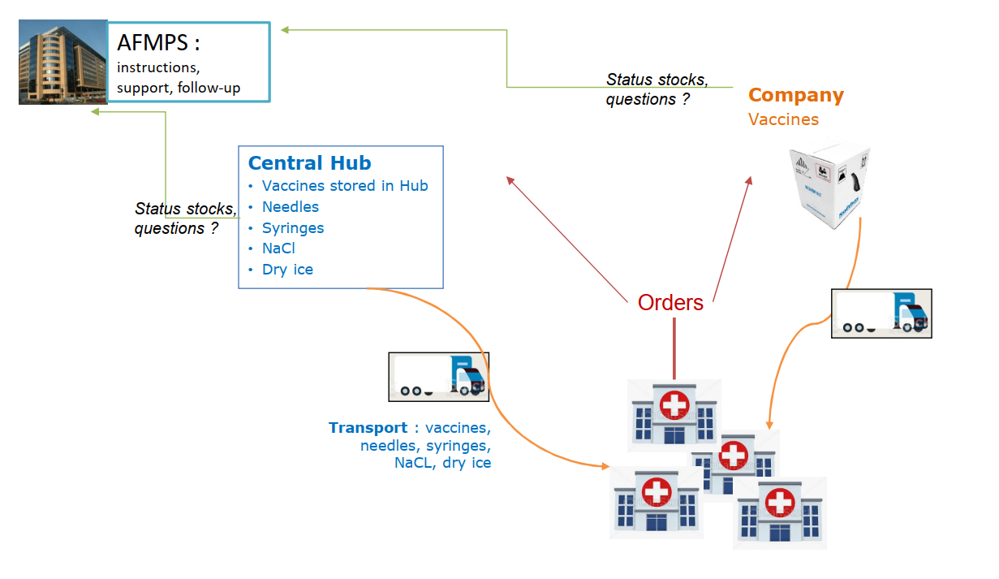 AFMPS :
instructions,
support, follow-up
Status stocks,
questions ?
Company
Vaccines
Central Hub
• Vaccines stored in Hub
• Needles
• Syringes
• NaCl
• Dry ice
Status stocks,
questions ?
Orders
Transport : vaccines,
needles, syringes,
NaCL, dry ice